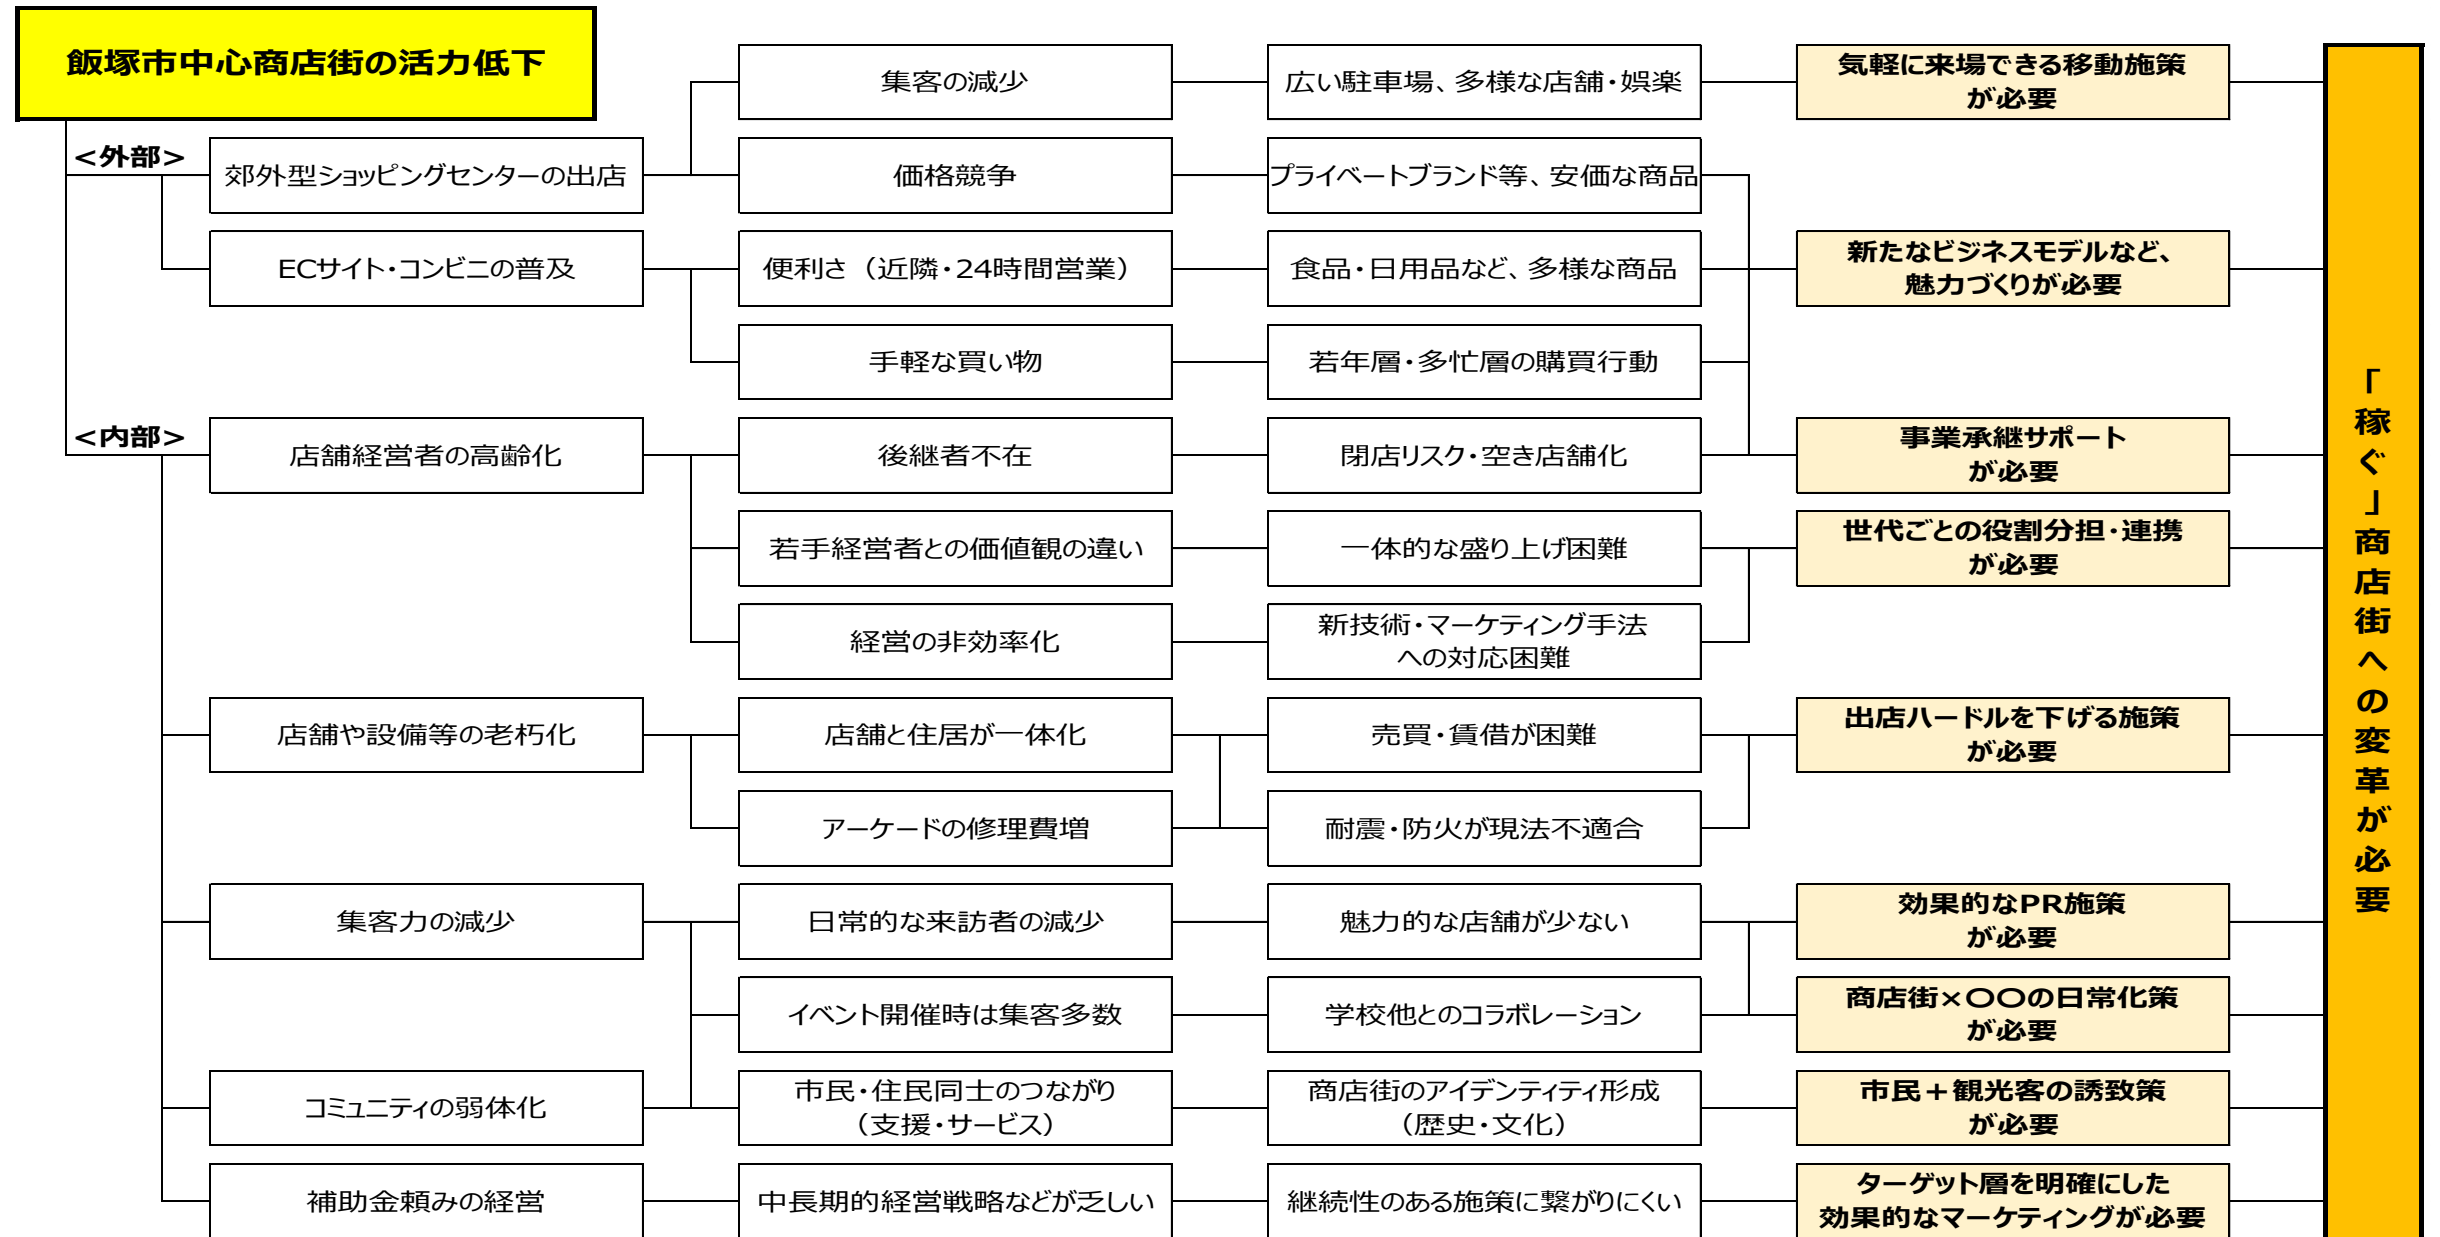 飯塚市中心商店街の活力低下
集客の減少
広い駐車場、多様な店舗・娯楽
気軽に来場できる移動施策
が必要
<外部>
郊外型ショッピングセンターの出店
価格競争
プライベートブランド等、安価な商品
ECサイト・コンビニの普及
便利さ（近隣・24時間営業）
食品・日用品など、多様な商品
新たなビジネスモデルなど、
魅力づくりが必要
手軽な買い物
若年層・多忙層の購買行動
<内部>
店舗経営者の高齢化
後継者不在
閉店リスク・空き店舗化
事業承継サポート
が必要
若手経営者との価値観の違い
一体的な盛り上げ困難
世代ごとの役割分担・連携
が必要
経営の非効率化
新技術・マーケティング手法
への対応困難
店舗や設備等の老朽化
店舗と住居が一体化
売買・賃借が困難
出店ハードルを下げる施策
が必要
アーケードの修理費増
耐震・防火が現法不適合
集客力の減少
日常的な来訪者の減少
魅力的な店舗が少ない
効果的なPR施策
が必要
イベント開催時は集客多数
学校他とのコラボレーション
商店街×〇〇の日常化策
が必要
コミュニティの弱体化
市民・住民同士のつながり
（支援・サービス）
商店街のアイデンティティ形成
（歴史・文化）
市民＋観光客の誘致策
が必要
補助金頼みの経営
中長期的経営戦略などが乏しい
継続性のある施策に繋がりにくい
ターゲット層を明確にした
効果的なマーケティングが必要
「稼ぐ」商店街への変革が必要